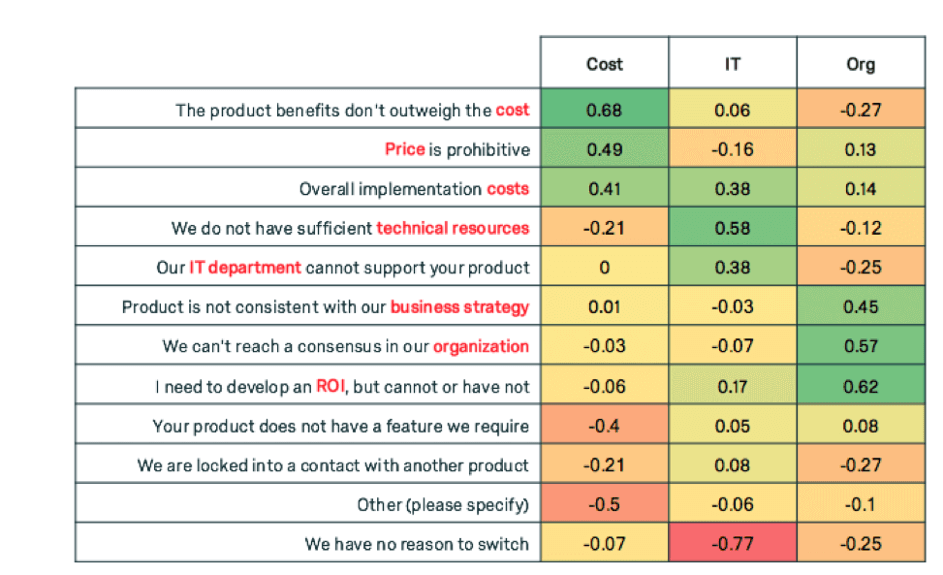 Cost IT Org
The product benefits don't outweigh the cost 0.68 0.06 -0.27
Price is prohibitive 0.49 -0.16 0.13
Overall implementation costs 0.41 0.38 0.14
We do not have sufficient technical resources -0.21 0.58 -0.12
Our IT department cannot support your product 0 0.38 -0.25
Product is not consistent with our business strategy 0.01 -0.03 0.45
We can't reach a consensus in our organization -0.03 -0.07 0.57
I need to develop an ROI, but cannot or have not -0.06 0.17 0.62
Your product does not have a feature we require -0.4 0.05 0.08
We are locked into a contact with another product -0.21 0.08 -0.27
Other (please specify) -0.5 -0.06 -0.1
We have no reason to switch -0.07 -0.77 -0.25